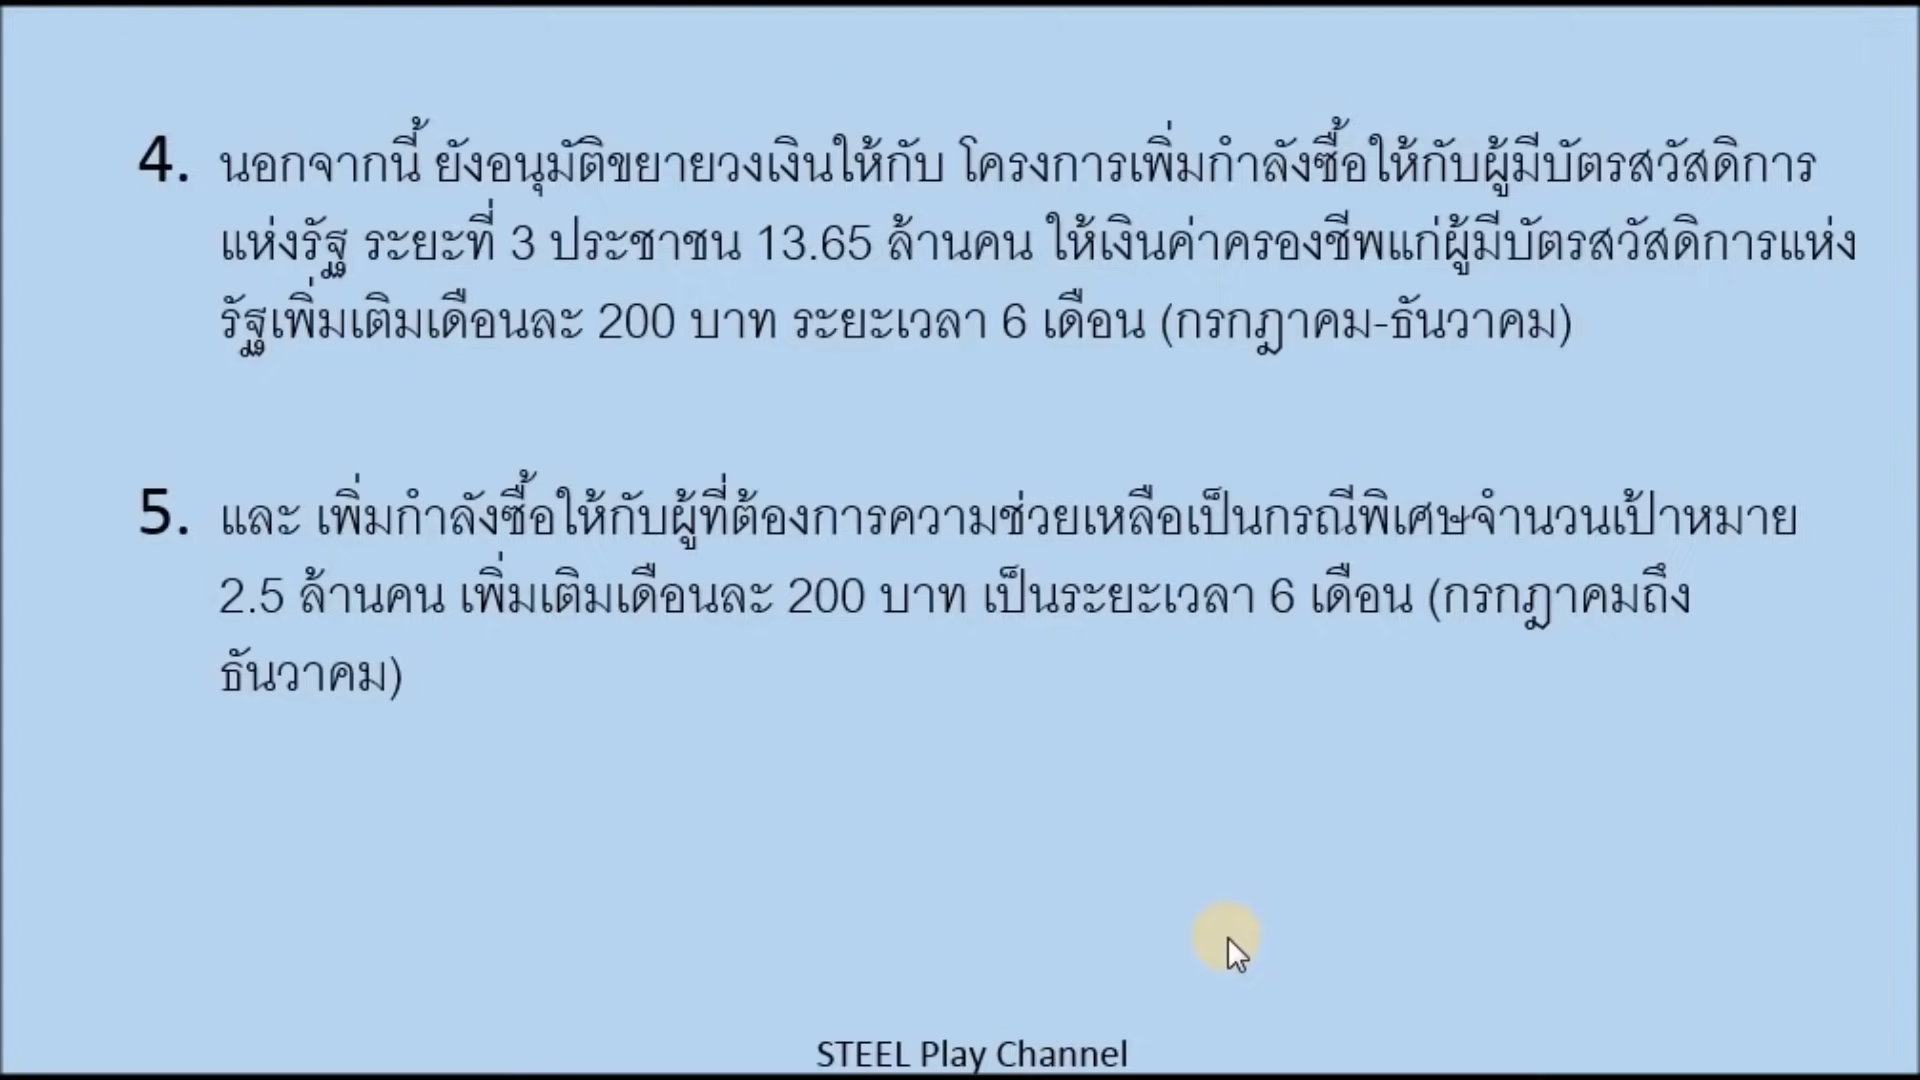 4. นอกจากนี้ ยังอนุมัติขยายวงเงินให้กับ โครงการเพิ่มกำลังซื้อให้กับผู้มีบัตรสวัสดิการ
แห่งรัฐ ระยะที่ 3 ประชาชน 13.65 ล้านคน ให้เงินค่าครองชีพแก่ผู้มีบัตรสวัสดิการแห่ง
รัฐเพิ่มเติมเดือนละ 200 บาท ระยะเวลา 6 เดือน (กรกฎาคม-ธันวาคม)
5. และ เพิ่มกำลังซื้อให้กับผู้ที่ต้องการความช่วยเหลือเป็นกรณีพิเศษจำนวนเป้าหมาย
2.5 ล้านคน เพิ่มเติมเดือนละ 200 บาท เป็นระยะเวลา 6 เดือน (กรกฎาคมถึง
ธันวาคม)
STEEL Play Channel